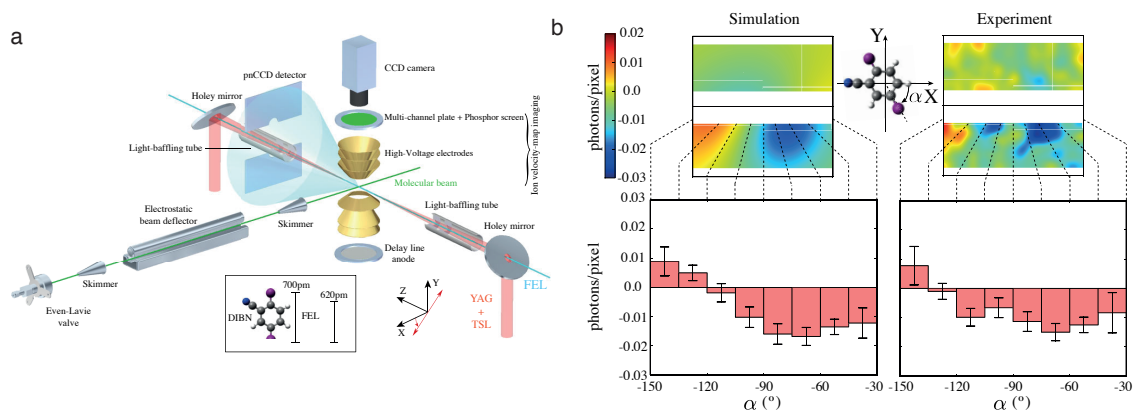 a
CCD camera
pnCCD detector
Holey mirror
Multi-channel plate + Phosphor screen
Light-baffling tube
High-Voltage electrodes
Ion velocity-map imaging
Molecular beam
Electrostatic
beam deflector
Light-baffling tube
Skimmer
Holey mirror
Delay line
anode
Skimmer
FEL
Even-Lavie
valve
700pm
620pm
DIBN
FEL
Y
Z
X
YAG
+
TSL
b
Simulation
Experiment
0.02
0.01
0.00
-0.01
-0.02
-0.03
photons/pixel
Y
X
α
0.03
0.02
0.01
0.0
-0.01
-0.02
-0.03
photons/pixel
-150
-120
-90
-60
-30
α (°)
-150
-120
-90
-60
-30
α (°)